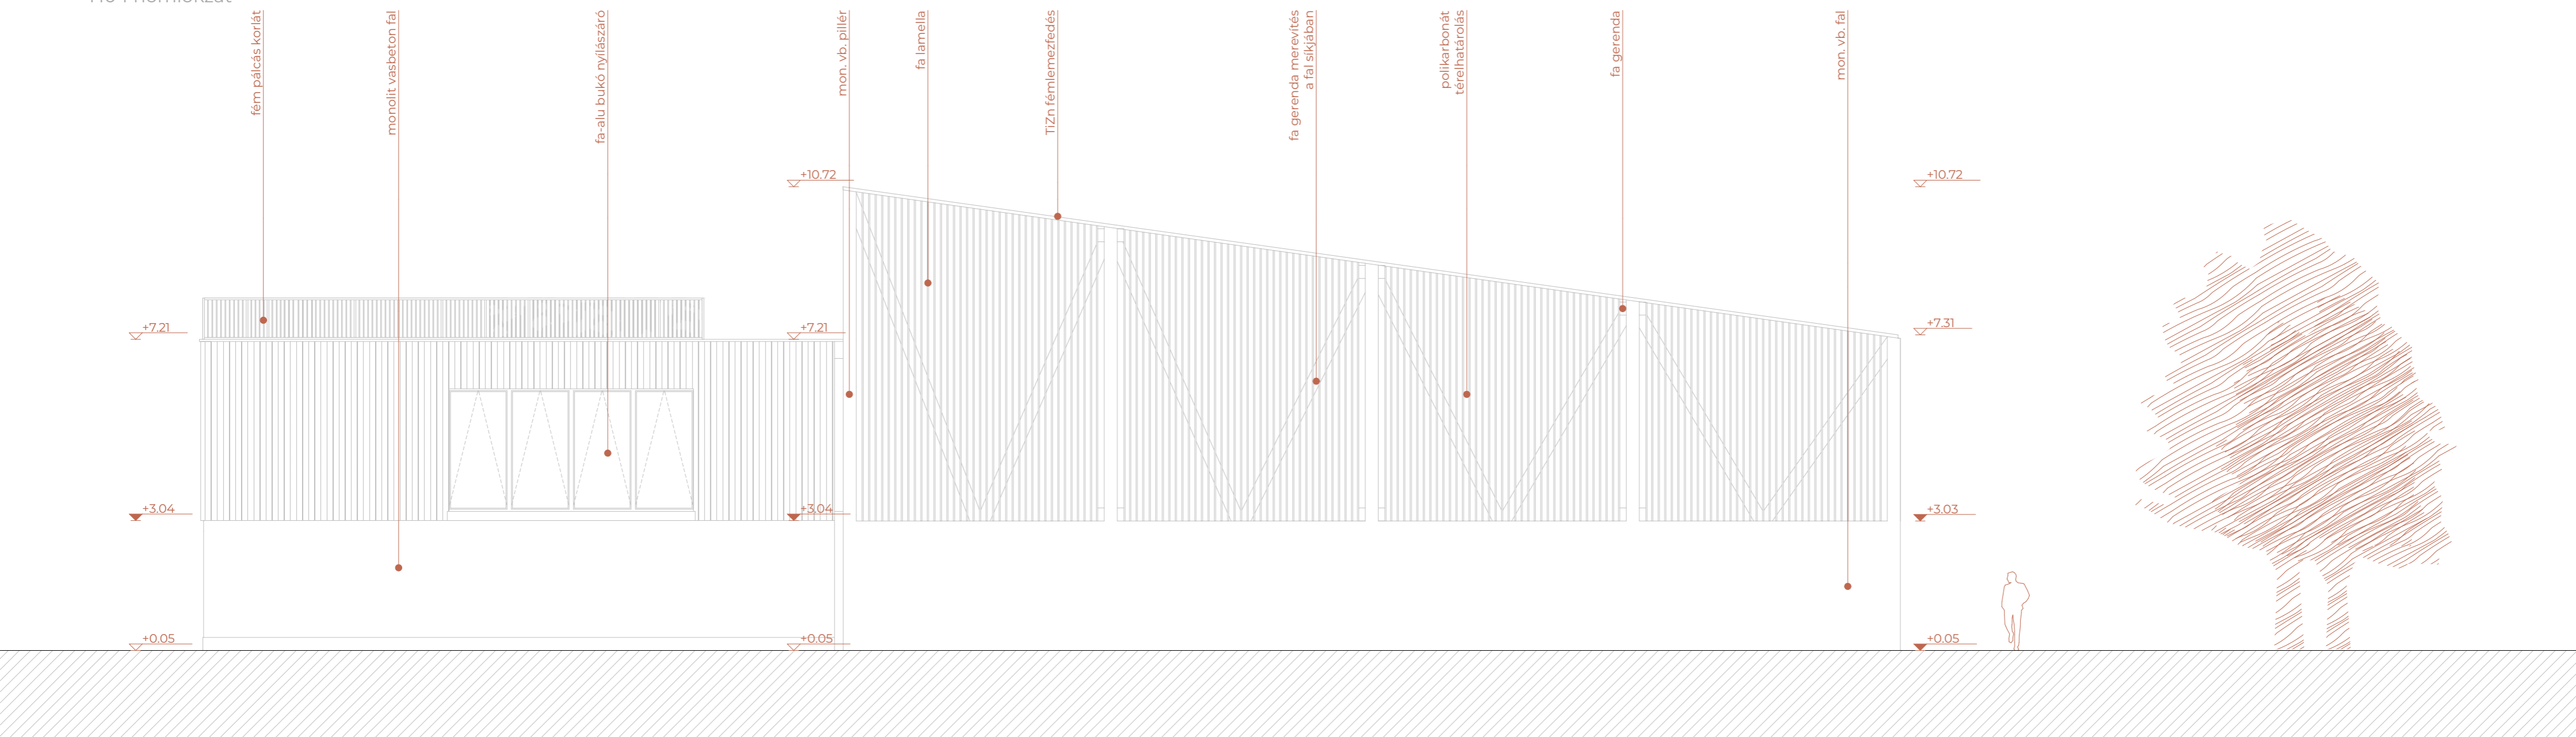 fém pálcás korlát
monolit vasbeton fal
fa-alu bukó nyílászáró
mon. vb. pillér
fa lamella
TiZn fémlemezfedés
fa gerenda merevítés
a fal síkjában
polikarbonát
térelhatárolás
fa gerenda
mon. vb. fal
+10.72
+10.72
+7.21
+7.21
+7.31
+3.04
+3.04
+3.03
+0.05
+0.05
+0.05